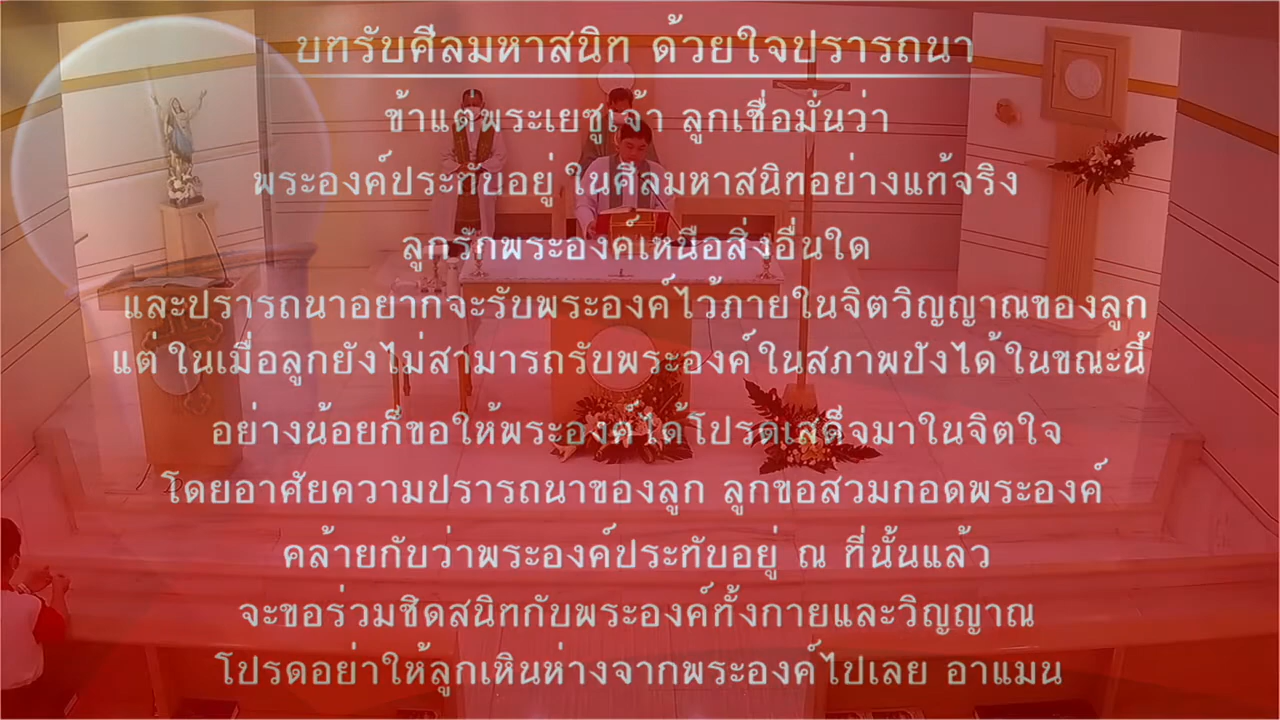 บทรับศีลมหาสนิท ด้วยใจปรารถนา
ข้าแต่พระเยซูเจ้า ลูกเชื่อมั่นว่า
พระองค์ประทับอยู่ ในศีลมหาสนิทอย่างแท้จริง
ลูกรักพระองค์เหนือสิ่งอื่นใด
และปรารถนาอยากจะรับพระองค์ไว้ภายในจิตวิญญาณของลูก
แต่ ในเมื่อลูกยังไม่สามารถรับพระองค์ ในสภาพปังได้ ในขณะนี้
อย่างน้อยก็ขอให้พระองค์ ได้โปรดเสด็จมาในจิตใจ
โดยอาศัยความปรารถนาของลูก ลูกขอสวมกอดพระองค์
คล้ายกับว่าพระองค์ประทับอยู่ ณ ที่นั้นแล้ว
จะขอร่วมชิดสนิทกับพระองค์ทั้งกายและวิญญาณ
โปรดอย่าให้ลูกเหินห่างจากพระองค์ไปเลย อาแมน